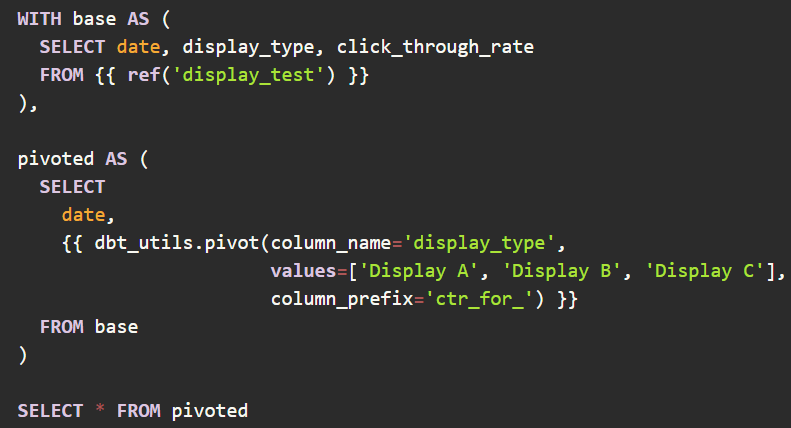 WITH base AS (
  SELECT date, display_type, click_through_rate
  FROM {{ ref('display_test') }}
),

pivoted AS (
  SELECT
    date,
    {{ dbt_utils.pivot(column_name='display_type',
                       values=['Display A', 'Display B', 'Display C'],
                       column_prefix='ctr_for_') }}
  FROM base
)

SELECT * FROM pivoted